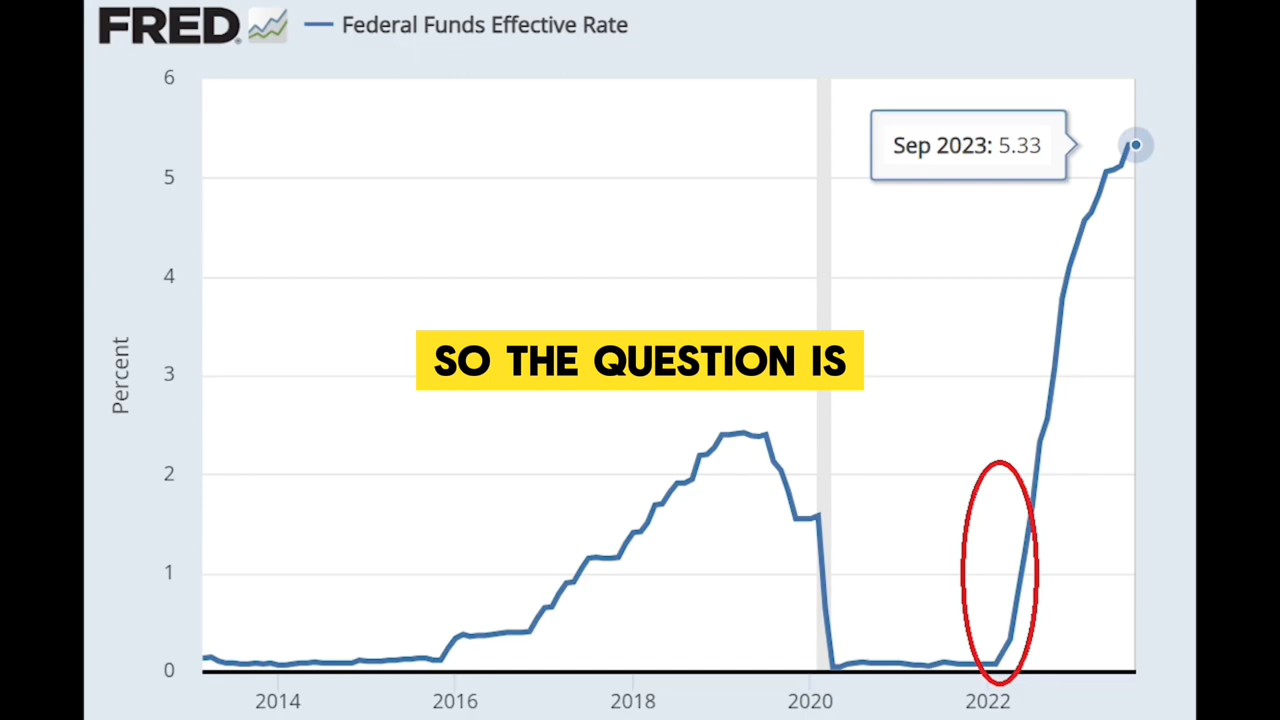 FRED
Federal Funds Effective Rate
6
Sep 2023: 5.33
5
4
SO THE QUESTION IS
Percent
3
2
1
0
2014 2016 2018 2020 2022